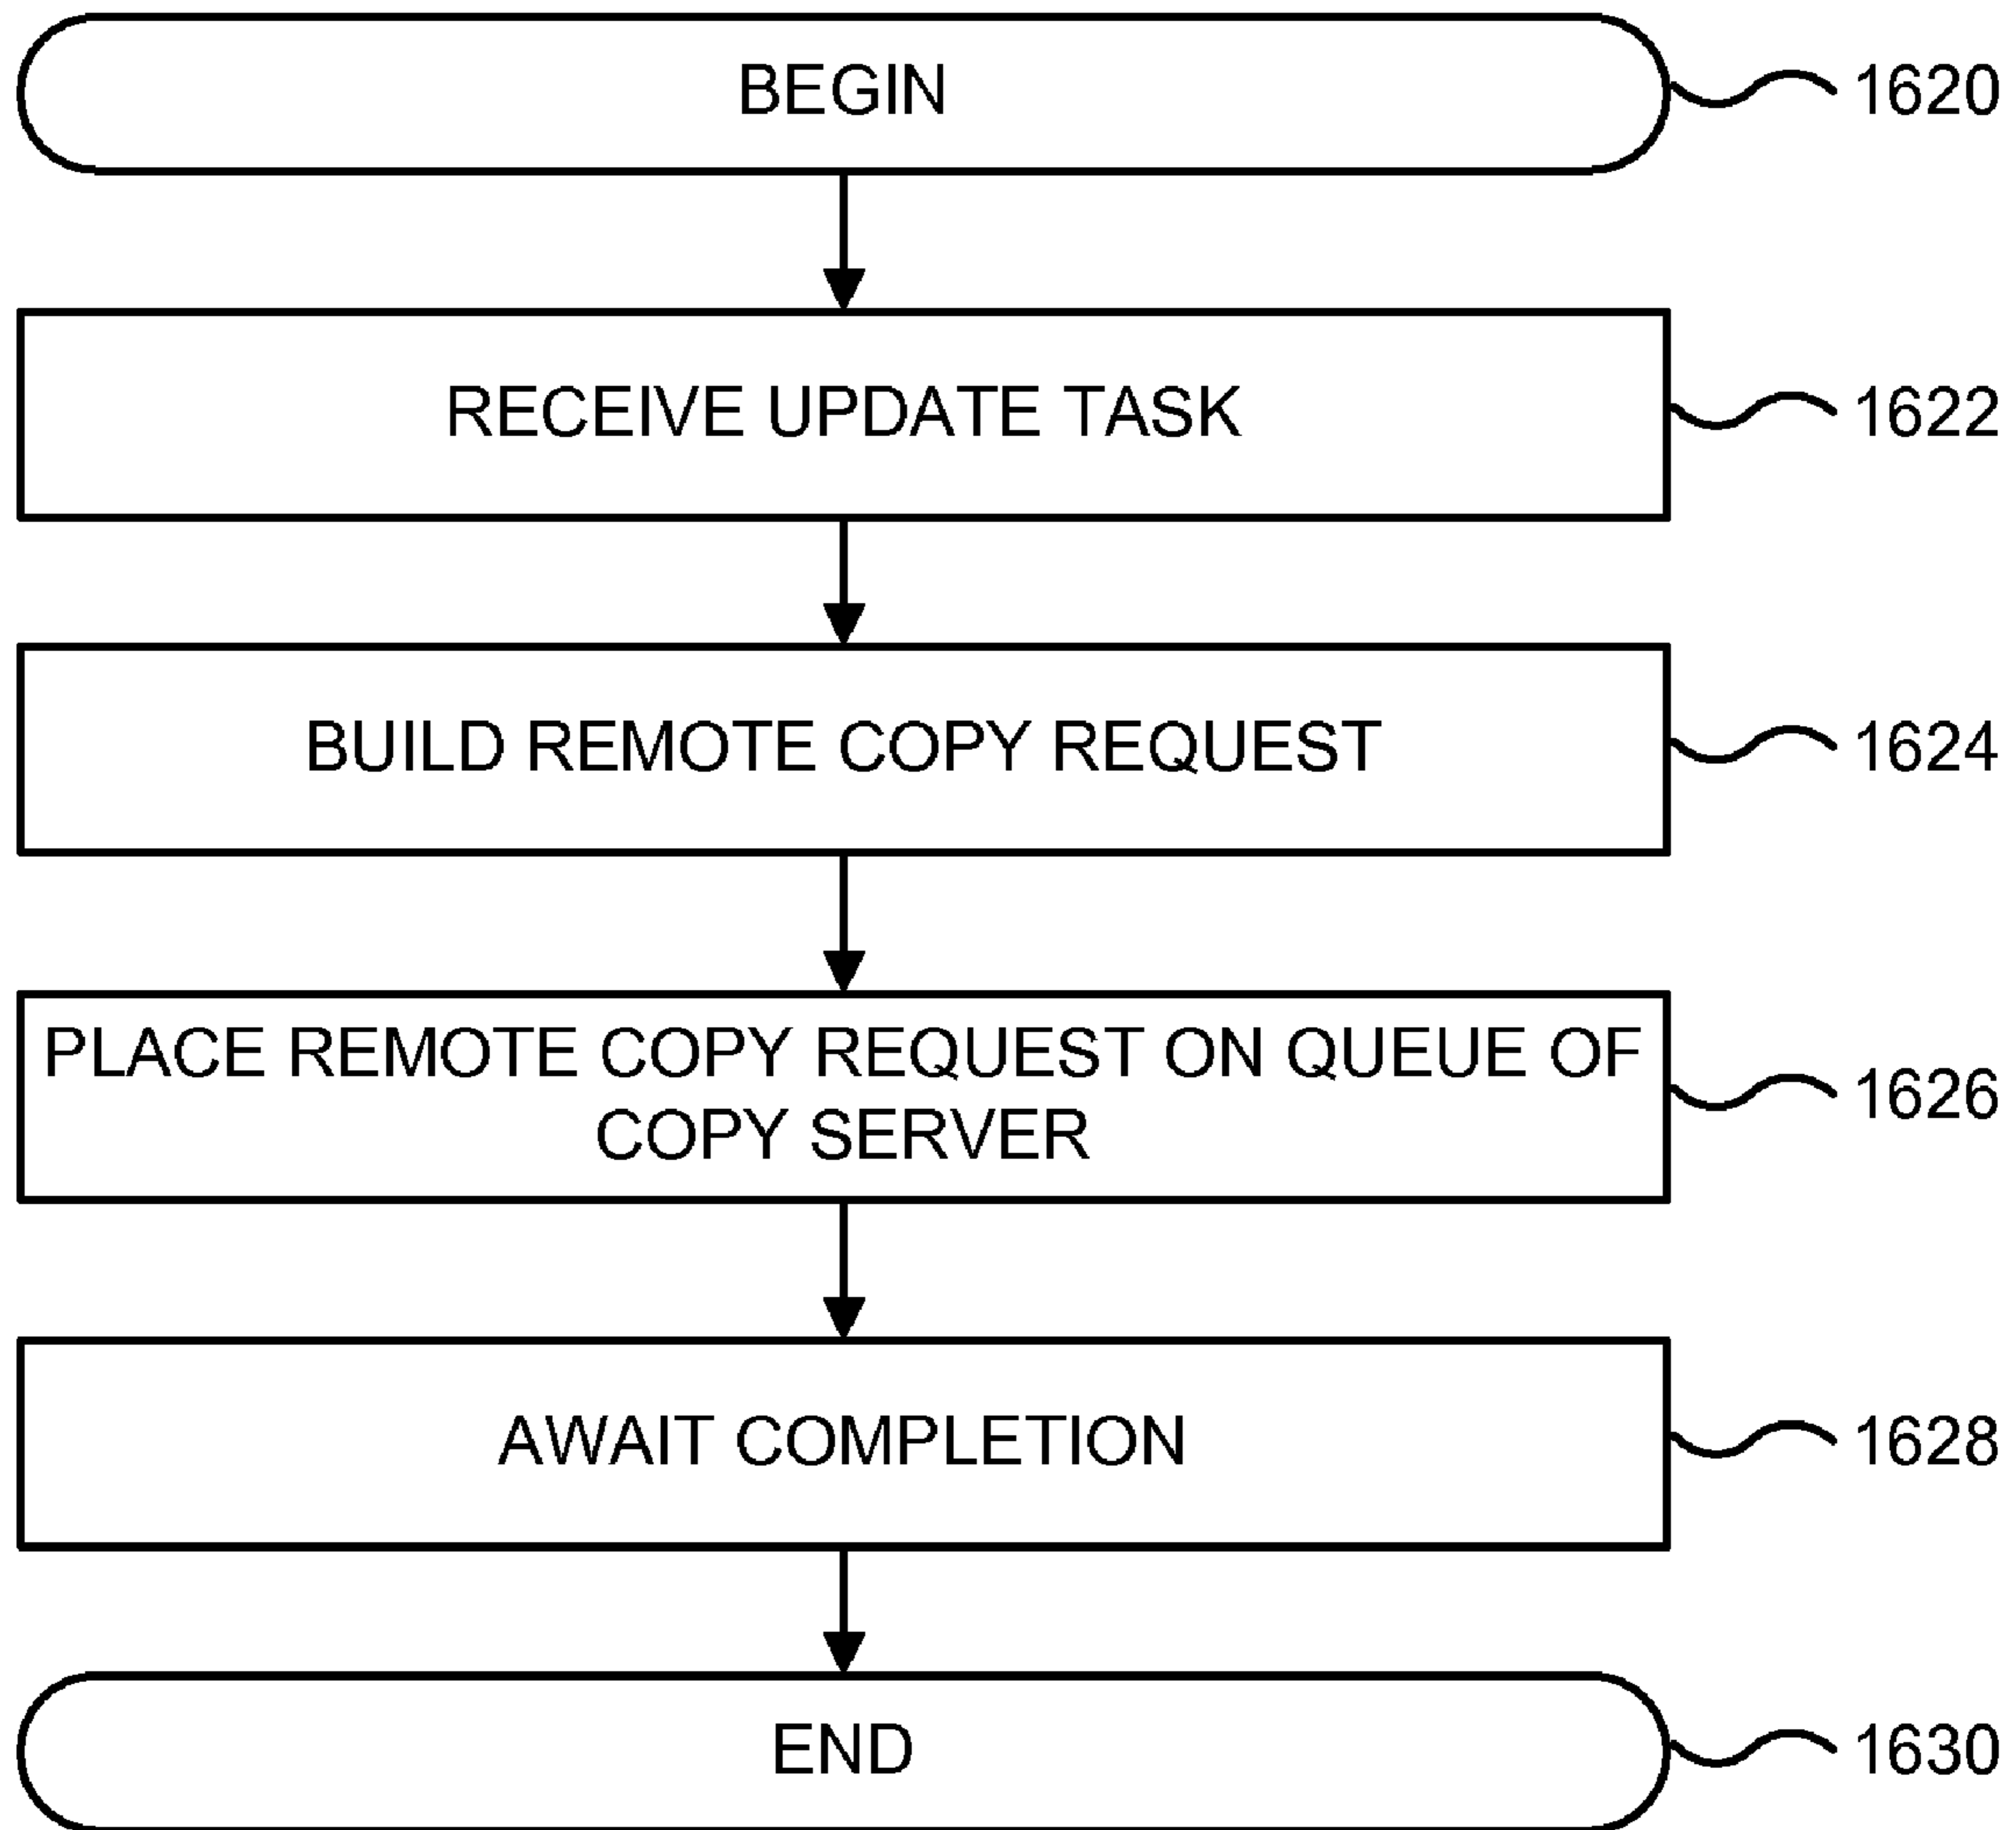 BEGIN
1620
RECEIVE UPDATE TASK
1622
BUILD REMOTE COPY REQUEST
1624
PLACE REMOTE COPY REQUEST ON QUEUE OF
COPY SERVER
1626
AWAIT COMPLETION
1628
END
1630